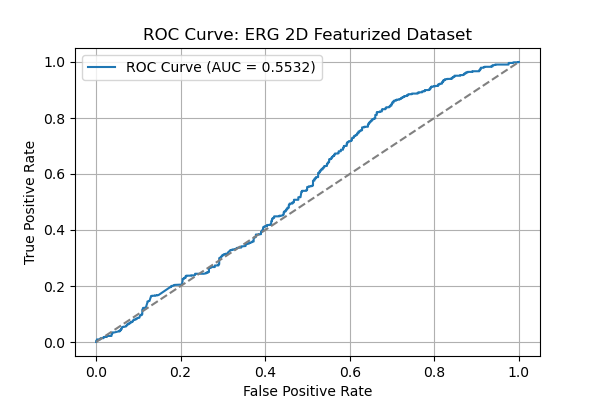 ROC Curve: ERG 2D Featurized Dataset
ROC Curve (AUC = 0.5532)
True Positive Rate
1.0
0.8
0.6
0.4
0.2
0.0
0.0 0.2 0.4 0.6 0.8 1.0
False Positive Rate